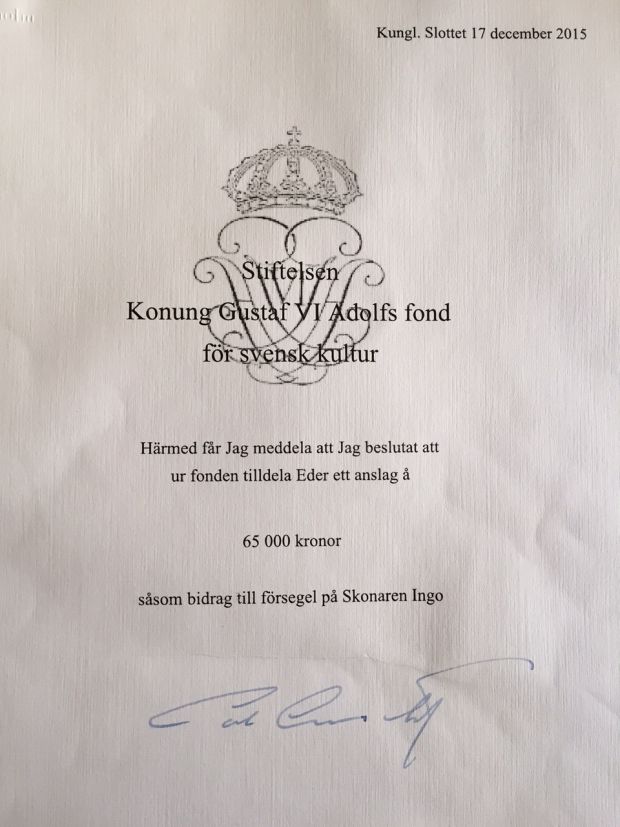 Kungl. Slottet 17 december 2015
Stiftelsen
Konung Gustaf VI Adolfs fond
för svensk kultur
Härmed får Jag meddela att Jag beslutat att
ur fonden tilldela Eder ett anslag å
65 000 kronor
såsom bidrag till försegel på Skonaren Ingo